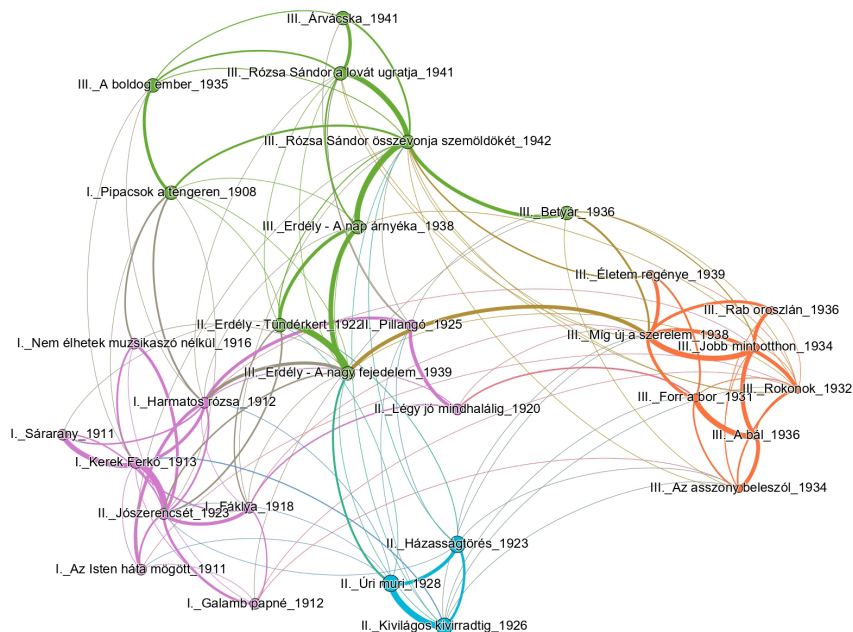 III._Árvácska_1941
III._Rózsa Sándor a lovát ugratja_1941
III._A boldog ember_1935
III._Rózsa Sándor összevonja szemöldökét_1942
I._Pipacsok a tengeren_1908
III._Betyár_1936
III._Erdély - A nap árnyéka_1938
III._Életem regénye_1939
III._Rab oroszlán_1936
II._Erdély - Tündérkert_1922
II._Pillangó_1925
III._Míg új a szerelem_1938
I._Nem élhetek muzsikaszó nélkül_1916
III._Jobb mint otthon_1934
III._Erdély - A nagy fejedelem_1939
III._Rokonok_1932
III._Forr a bor_1931
I._Harmatos rózsa_1912
II._Légy jó mindhalálig_1920
I._Sárarany_1911
III._A bál_1936
I._Kerek Ferkó_1913
III._Az asszony beleszól_1934
I._Fáklya_1918
II._Jószerencsét_1923
II._Házasságtörés_1923
I._Az Isten háta mögött_1911
II._Úri muri_1928
I._Galamb papné_1912
II._Kivilágos kivirradtig_1926